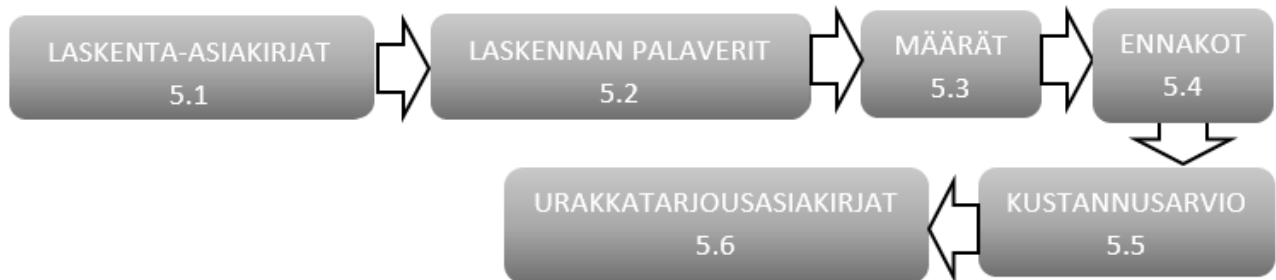 LASKENTA-ASIAKIRJAT
5.1
LASKENNAN PALAVERIT
5.2
MÄÄRÄT
5.3
ENNAKOT
5.4
KUSTANNUSARVIO
5.5
URAKKATARJOUSASIAKIRJAT
5.6